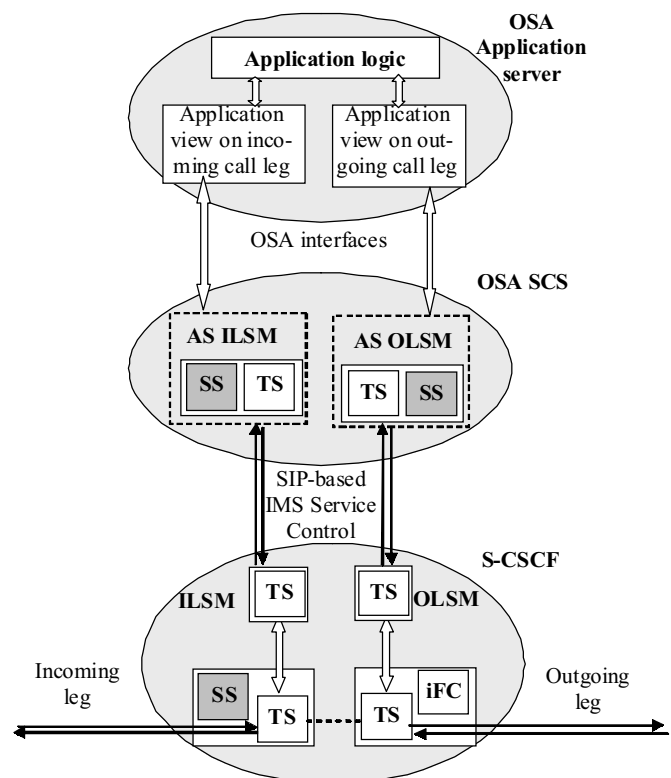 OSA
Application
server
Application logic
Application
view on inco-
ming call leg
Application
view on out-
going call leg
OSA interfaces
OSA SCS
AS ILSM
AS OLSM
SS
TS
TS
SS
SIP-based
IMS Service
Control
S-CSCF
ILSM
TS
TS
OLSM
Incoming
leg
SS
TS
TS
iFC
Outgoing
leg